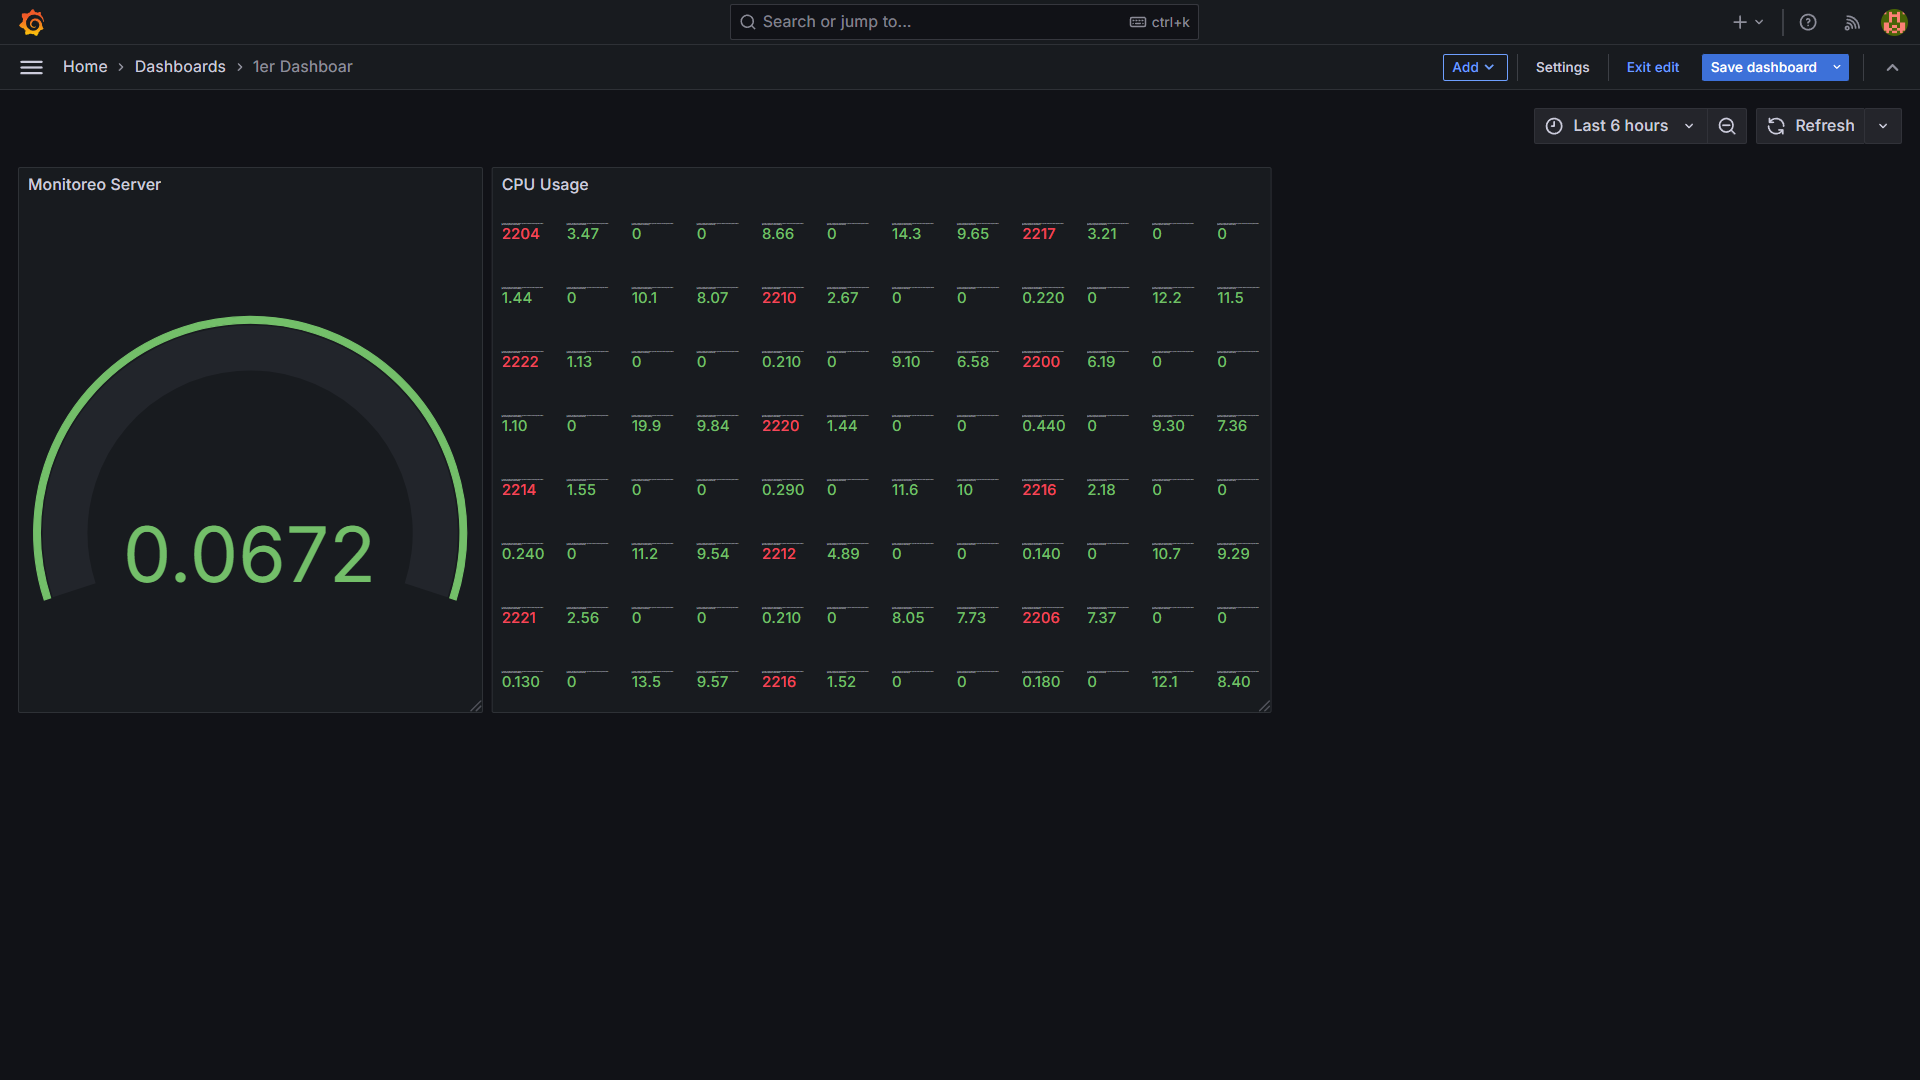 Search or jump to... ctrl+k
Home › Dashboards › 1er Dashboar
Add Settings Exit edit Save dashboard
Last 6 hours Refresh
Monitoreo Server
0.0672
CPU Usage
2204 3.47 0 0 8.66 0 14.3 9.65 2217 3.21 0 0
1.44 0 10.1 8.07 2210 2.67 0 0 0.220 0 12.2 11.5
2222 1.13 0 0 0.210 0 9.10 6.58 2200 6.19 0 0
1.10 0 19.9 9.84 2220 1.44 0 0 0.440 0 9.30 7.36
2214 1.55 0 0 0.290 0 11.6 10 2216 2.18 0 0
0.240 0 11.2 9.54 2212 4.89 0 0 0.140 0 10.7 9.29
2221 2.56 0 0 0.210 0 8.05 7.73 2206 7.37 0 0
0.130 0 13.5 9.57 2216 1.52 0 0 0.180 0 12.1 8.40